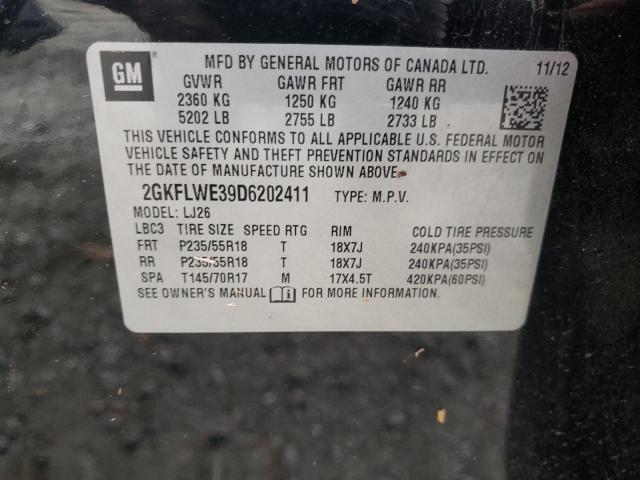 GM
MFD BY GENERAL MOTORS OF CANADA LTD. 11/12
GVWR GAWR FRT GAWR RR
2360 KG 1250 KG 1240 KG
5202 LB 2755 LB 2733 LB
THIS VEHICLE CONFORMS TO ALL APPLICABLE U.S. FEDERAL MOTOR
VEHICLE SAFETY AND THEFT PREVENTION STANDARDS IN EFFECT ON
THE DATE OF MANUFACTURE SHOWN ABOVE.
2GKFLWE39D6202411 TYPE: M.P.V.
MODEL: LJ26
LBC3 TIRE SIZE SPEED RTG RIM COLD TIRE PRESSURE
FRT P235/55R18 T 18X7J 240KPA(35PSI)
RR P235/55R18 T 18X7J 240KPA(35PSI)
SPA T145/70R17 M 17X4.5T 420KPA(60PSI)
SEE OWNER'S MANUAL FOR MORE INFORMATION.